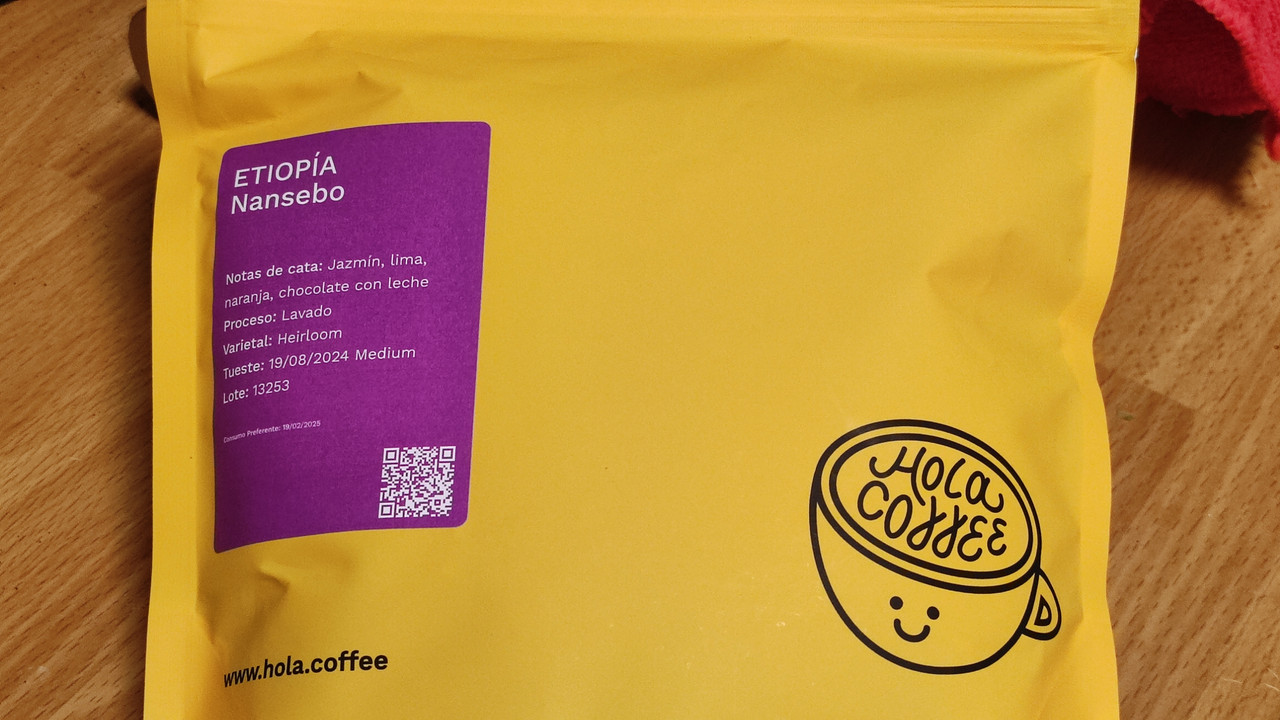 ETIOPÍA
Nansebo
Notas de cata: Jazmín, lima,
naranja, chocolate con leche
Proceso: Lavado
Varietal: Heirloom
Tueste: 19/08/2024 Medium
Lote: 13253
Consumo Preferente: 19/02/2025
www.hola.coffee
HOLA
COFFEE